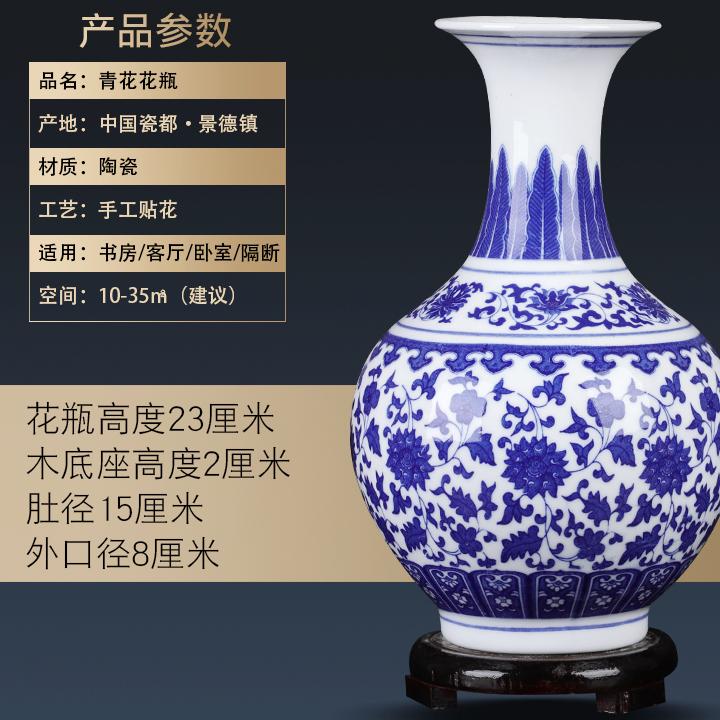 产品参数
品名：青花花瓶
产地：中国瓷都·景德镇
材质：陶瓷
工艺：手工贴花
适用：书房/客厅/卧室/隔断
空间：10-35㎡（建议）
花瓶高度23厘米
木底座高度2厘米
肚径15厘米
外口径8厘米